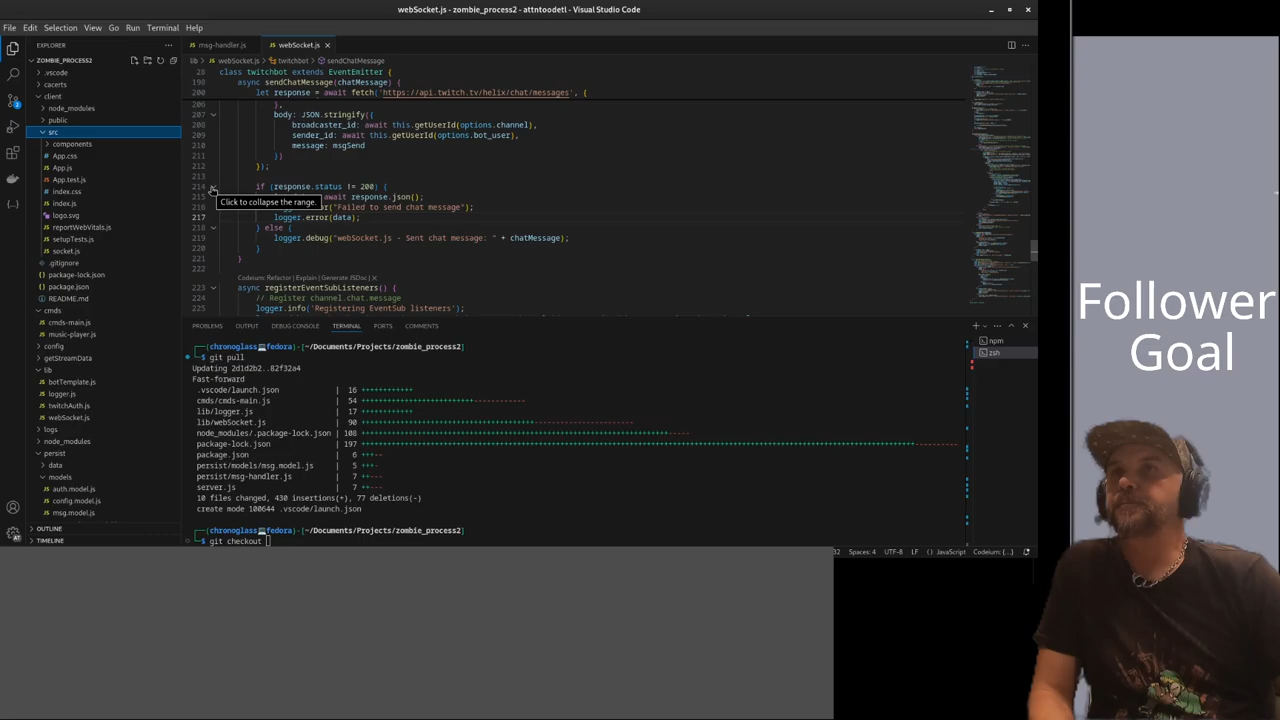 webSocket.js - zombie_process2 - attntoodetl - Visual Studio Code
File Edit Selection View Go Run Terminal Help
EXPLORER
msg-handler.js
webSocket.js
ZOMBIE_PROCESS2
lib > webSocket.js > twitchbot > sendChatMessage
.vscode
cacerts
client
node_modules
public
src
components
App.css
App.js
App.test.js
index.css
index.js
logo.svg
reportWebVitals.js
setupTests.js
socket.js
.gitignore
package-lock.json
package.json
README.md
cmds
cmds-main.js
music-player.js
config
getStreamData
lib
botTemplate.js
logger.js
twitchAuth.js
webSocket.js
logs
node_modules
persist
data
models
auth.model.js
config.model.js
msg.model.js
OUTLINE
TIMELINE
28 class twitchbot extends EventEmitter {
198 async sendChatMessage(chatMessage) {
200 let response = await fetch('https://api.twitch.tv/helix/chat/messages', {
206 },
207 body: JSON.stringify({
208 broadcaster_id: await this.getUserId(options.channel),
209 sender_id: await this.getUserId(options.bot_user),
210 message: msgSend
211 })
212 });
213
214 if (response.status != 200) {
215 await response.json();
Click to collapse the range.
216 "Failed to send chat message");
217 logger.error(data);
218 } else {
219 logger.debug("webSocket.js - Sent chat message: " + chatMessage);
220 }
221 }
222
Codeium: Refactor | Explain | Generate JSDoc | X
223 async registerEventSubListeners() {
224 // Register channel.chat.message
225 logger.info('Registering EventSub listeners');
PROBLEMS OUTPUT DEBUG CONSOLE TERMINAL PORTS COMMENTS
npm
zsh
(chronoglass fedora)-[~/Documents/Projects/zombie_process2]
git pull
Updating 2d1d2b2..82f32a4
Fast-forward
.vscode/launch.json | 16 ++++++++++++
cmds/cmds-main.js | 54
lib/logger.js | 17 ++++++++++++
lib/webSocket.js | 90
node_modules/.package-lock.json | 108
package-lock.json | 197
package.json | 6 +++--
persist/models/msg.model.js | 5 +++-
persist/msg-handler.js | 7 ++---
server.js | 7 ++---
10 files changed, 430 insertions(+), 77 deletions(-)
create mode 100644 .vscode/launch.json
(chronoglass fedora)-[~/Documents/Projects/zombie_process2]
git checkout
Spaces: 4 UTF-8 LF {} JavaScript Codeium: {...}
Follower
Goal